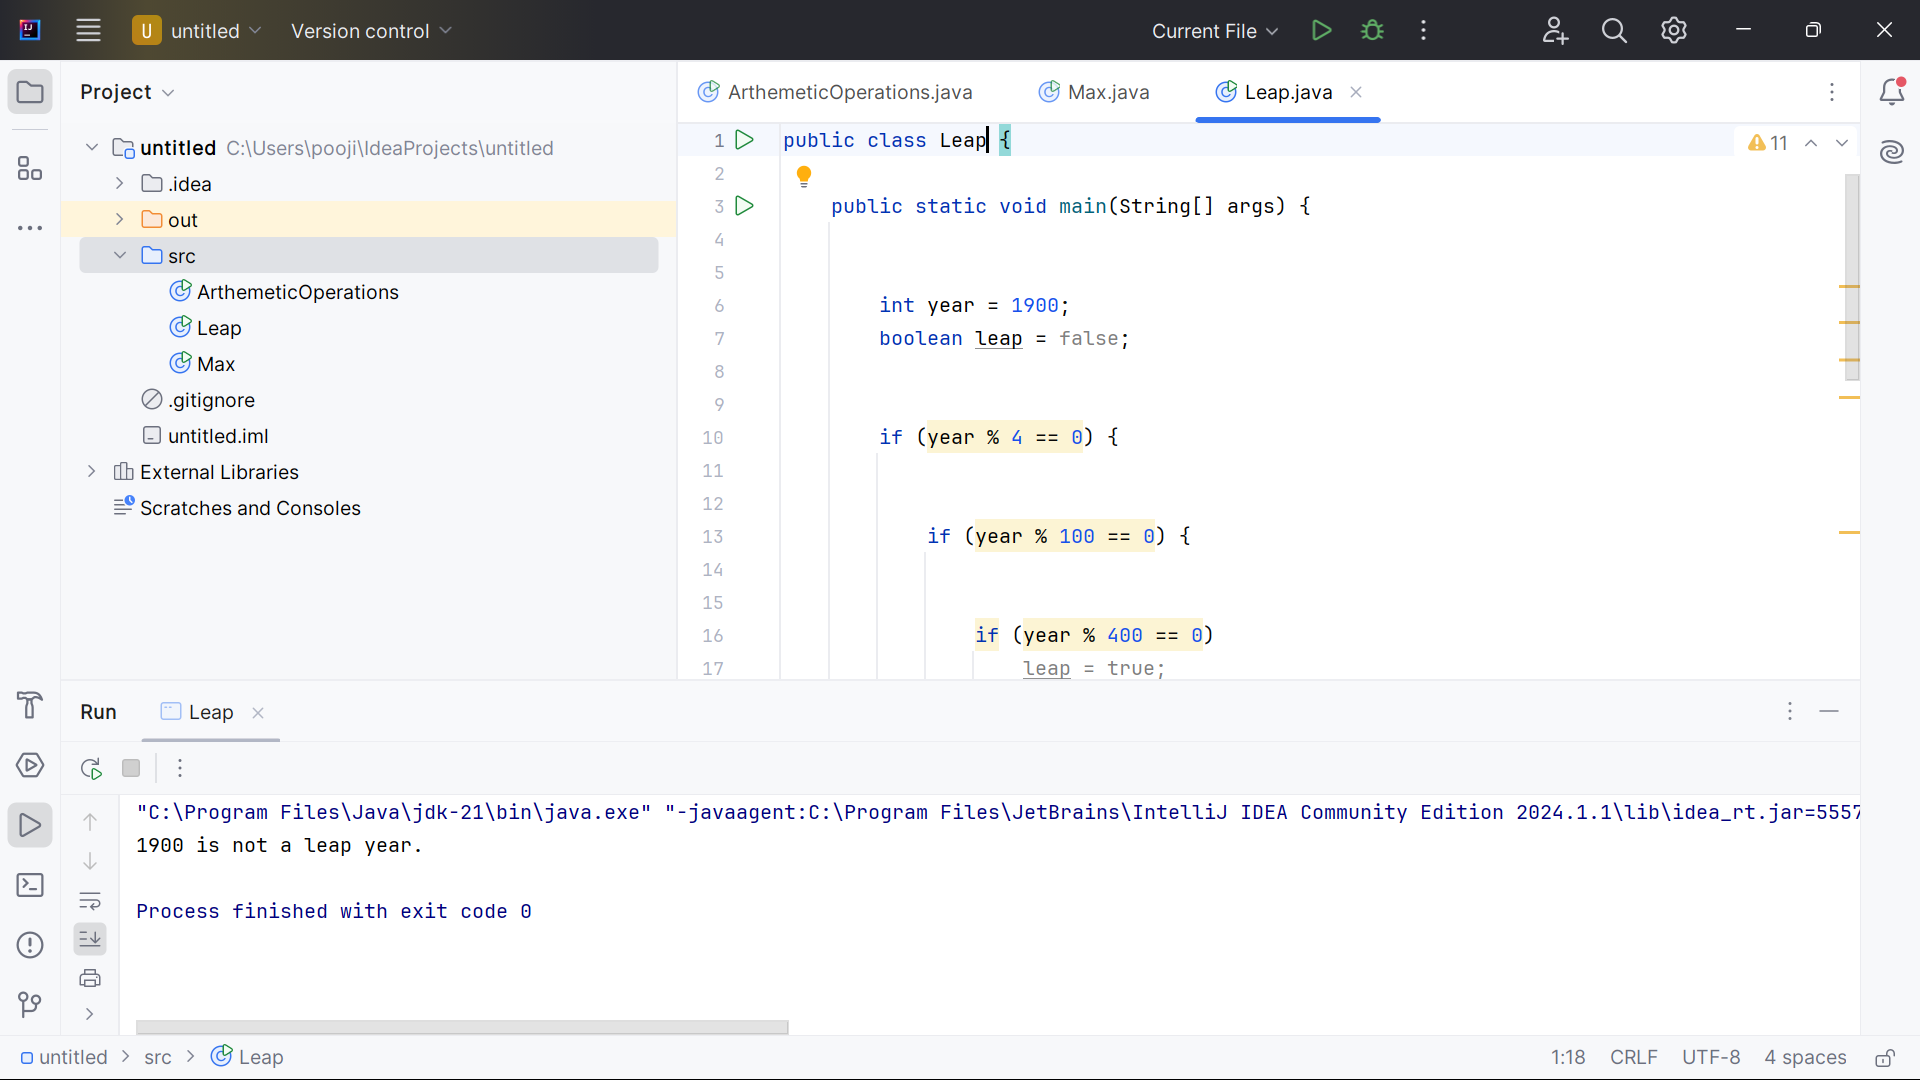 U untitled Version control Current File
Project
ArthemeticOperations.java Max.java Leap.java
untitled C:\Users\pooji\IdeaProjects\untitled
.idea
out
src
ArthemeticOperations
Leap
Max
.gitignore
untitled.iml
External Libraries
Scratches and Consoles
1 public class Leap {
11
2
3 public static void main(String[] args) {
4
5
6 int year = 1900;
7 boolean leap = false;
8
9
10 if (year % 4 == 0) {
11
12
13 if (year % 100 == 0) {
14
15
16 if (year % 400 == 0)
17 leap = true;
Run Leap
"C:\Program Files\Java\jdk-21\bin\java.exe" "-javaagent:C:\Program Files\JetBrains\IntelliJ IDEA Community Edition 2024.1.1\lib\idea_rt.jar=5557
1900 is not a leap year.
Process finished with exit code 0
untitled > src > Leap 1:18 CRLF UTF-8 4 spaces